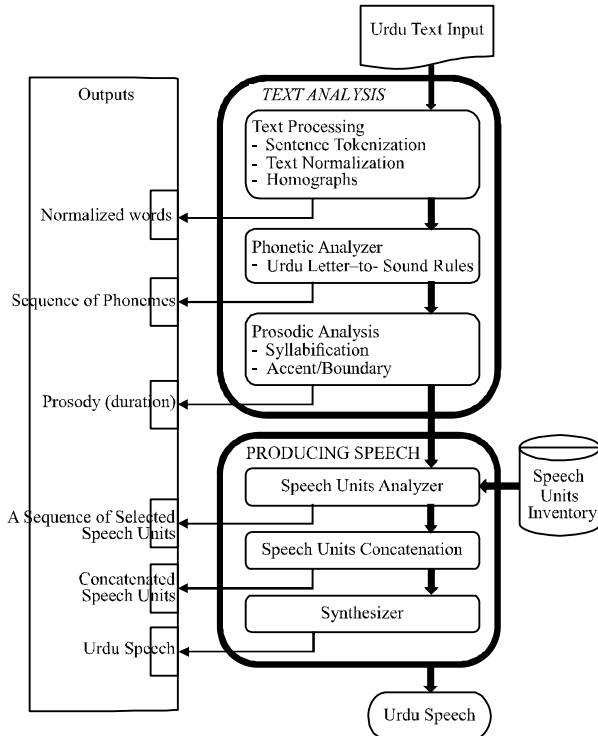 Urdu Text Input
Outputs
TEXT ANALYSIS
Text Processing
- Sentence Tokenization
- Text Normalization
- Homographs
Normalized words
Phonetic Analyzer
- Urdu Letter–to- Sound Rules
Sequence of Phonemes
Prosodic Analysis
- Syllabification
- Accent/Boundary
Prosody (duration)
PRODUCING SPEECH
Speech Units Analyzer
Speech
Units
Inventory
A Sequence of Selected
Speech Units
Speech Units Concatenation
Concatenated
Speech Units
Synthesizer
Urdu Speech
Urdu Speech